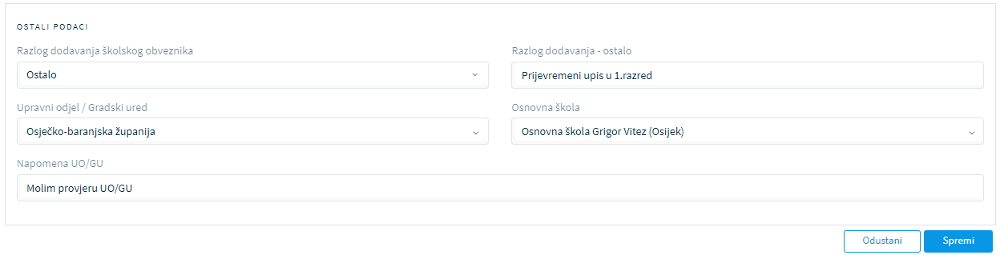 OSTALI PODACI
Razlog dodavanja školskog obveznika
Razlog dodavanja - ostalo
Ostalo
Prijevremeni upis u 1.razred
Upravni odjel / Gradski ured
Osnovna škola
Osječko-baranjska županija
Osnovna škola Grigor Vitez (Osijek)
Napomena UO/GU
Molim provjeru UO/GU
Odustani
Spremi